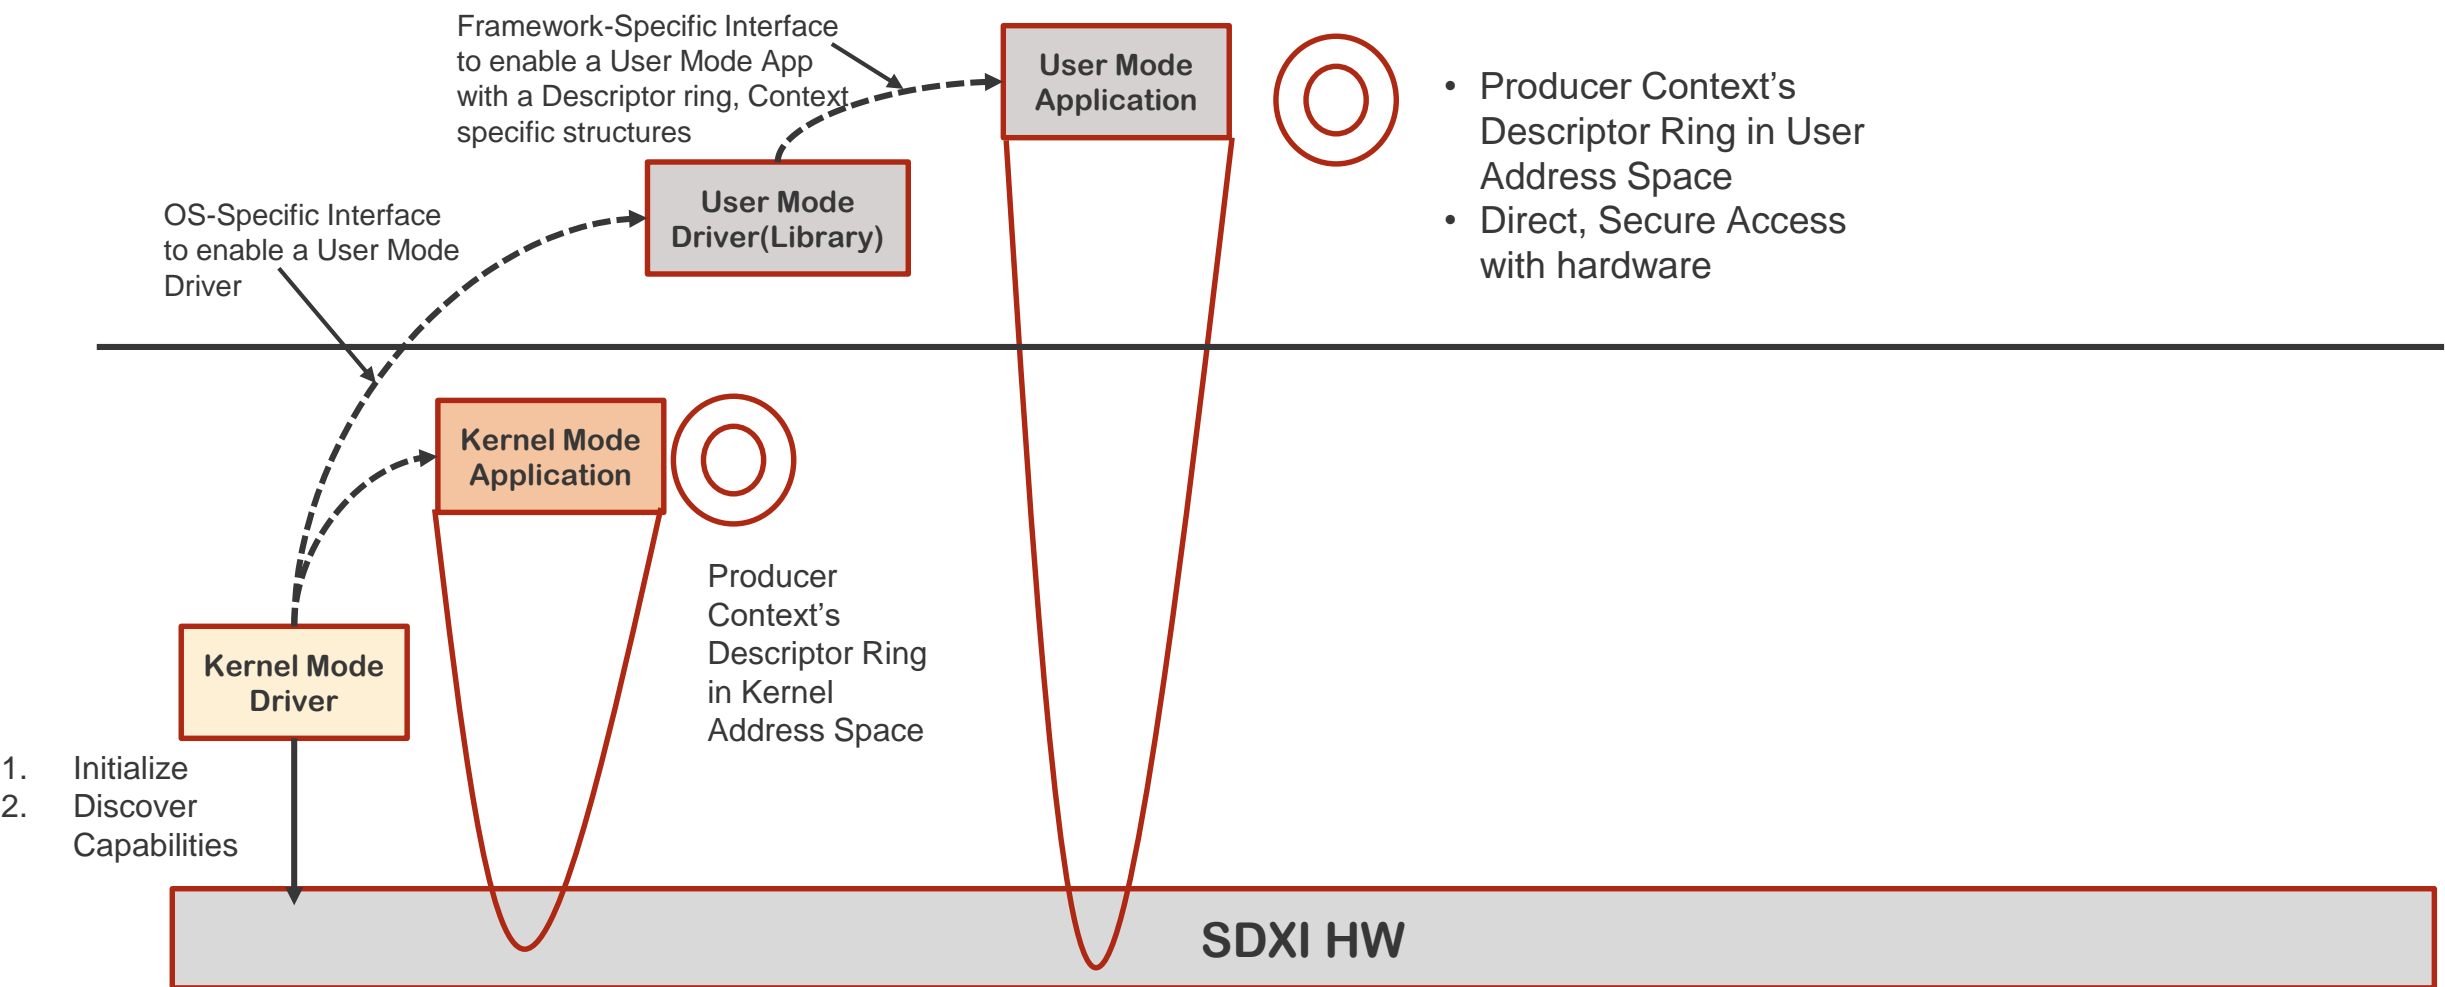 Framework-Specific Interface
to enable a User Mode App
with a Descriptor ring, Context
specific structures
User Mode
Application
• Producer Context’s
Descriptor Ring in User
Address Space
• Direct, Secure Access
with hardware
User Mode
Driver(Library)
OS-Specific Interface
to enable a User Mode
Driver
Kernel Mode
Application
Producer
Context’s
Descriptor Ring
in Kernel
Address Space
Kernel Mode
Driver
1. Initialize
2. Discover
Capabilities
SDXI HW